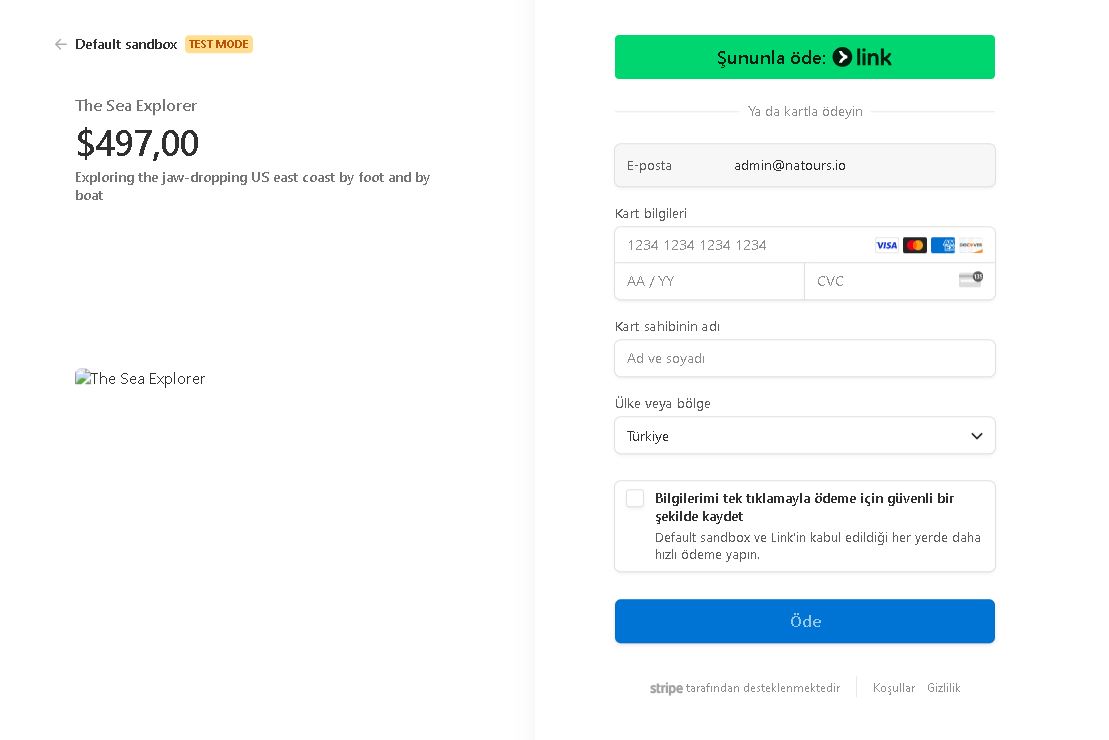 Default sandbox TEST MODE
The Sea Explorer
$497,00
Exploring the jaw-dropping US east coast by foot and by
boat
The Sea Explorer
Şununla öde: link
Ya da kartla ödeyin
E-posta admin@natours.io
Kart bilgileri
1234 1234 1234 1234 VISA DISCOVER
AA / YY CVC
Kart sahibinin adı
Ad ve soyadı
Ülke veya bölge
Türkiye
Bilgilerimi tek tıklamayla ödeme için güvenli bir
şekilde kaydet
Default sandbox ve Link'in kabul edildiği her yerde daha
hızlı ödeme yapın.
Öde
stripe tarafından desteklenmektedir Koşullar Gizlilik